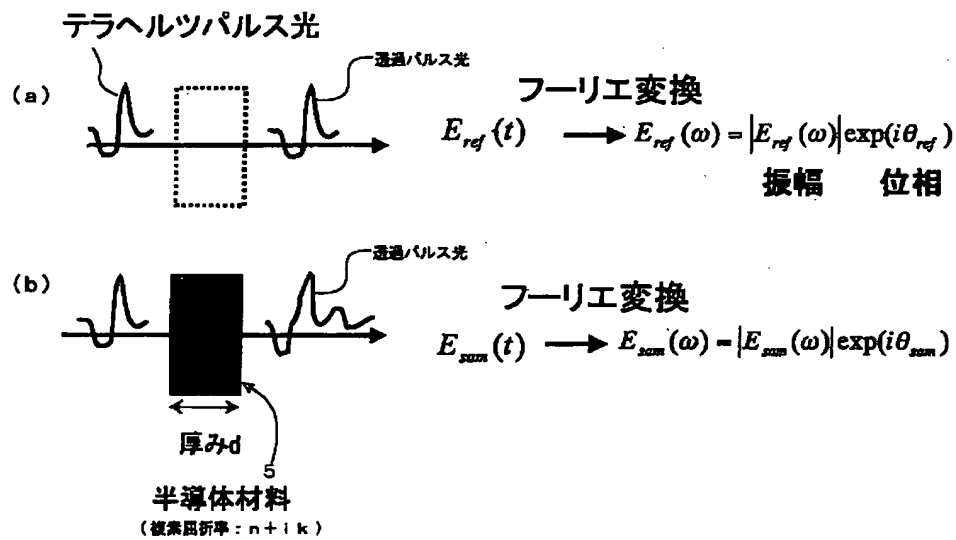 テラヘルツパルス光
(a)
透過パルス光
フーリエ変換
E_ref(t) → E_ref(ω) = |E_ref(ω)| exp(iθ_ref)
振幅 位相
(b)
透過パルス光
フーリエ変換
E_sam(t) → E_sam(ω) = |E_sam(ω)| exp(iθ_sam)
厚みd
5
半導体材料
(複素屈折率:n+ik)